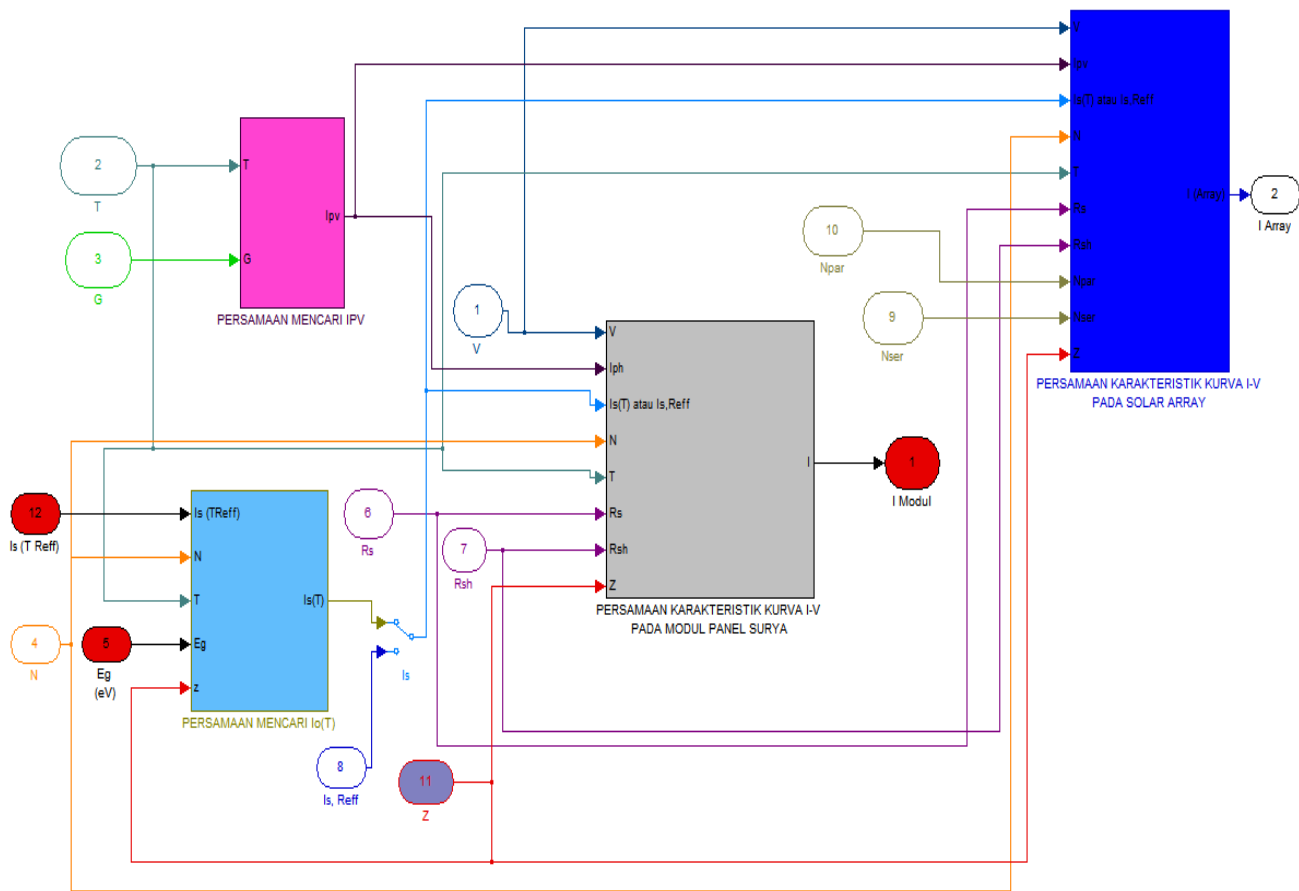 2
T
3
G
T
G
Ipv
PERSAMAAN MENCARI IPV
1
V
V
Iph
Is(T) atau Is,Reff
N
T
Rs
Rsh
Z
I
PERSAMAAN KARAKTERISTIK KURVA I-V
PADA MODUL PANEL SURYA
1
I Modul
10
Npar
9
Nser
V
Ipv
Is(T) atau Is,Reff
N
T
Rs
Rsh
Npar
Nser
Z
I (Array)
PERSAMAAN KARAKTERISTIK KURVA I-V
PADA SOLAR ARRAY
2
I Array
12
Is (T Reff)
4
N
5
Eg
(eV)
Is (TReff)
N
T
Eg
z
Is(T)
PERSAMAAN MENCARI Io(T)
Is
6
Rs
7
Rsh
8
Is, Reff
11
Z